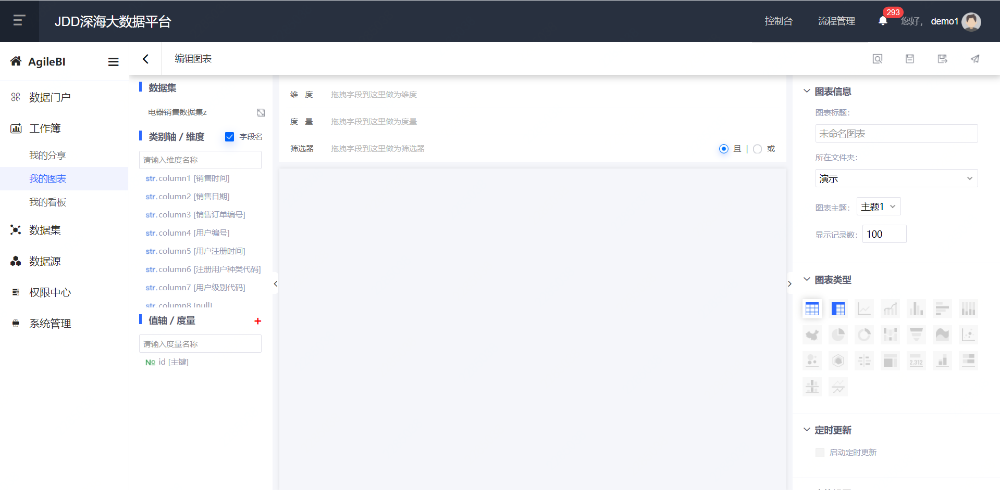 JDD深海大数据平台
控制台
流程管理
293
您好,
demo1
AgileBI
编辑图表
数据门户
工作簿
我的分享
我的图表
我的看板
数据集
数据源
权限中心
系统管理
数据集
电器销售数据集z
类别轴 / 维度
字段名
请输入维度名称
str. column1 [销售时间]
str. column2 [销售日期]
str. column3 [销售订单编号]
str. column4 [用户编号]
str. column5 [用户注册时间]
str. column6 [注册用户种类代码]
str. column7 [用户级别代码]
str. column8 [null]
值轴 / 度量
请输入度量名称
№ id [主键]
维 度 拖拽字段到这里做为维度
度 量 拖拽字段到这里做为度量
筛选器 拖拽字段到这里做为筛选器
且 | 或
图表信息
图表标题:
未命名图表
所在文件夹:
演示
图表主题: 主题1
显示记录数: 100
图表类型
2,312
定时更新
启动定时更新